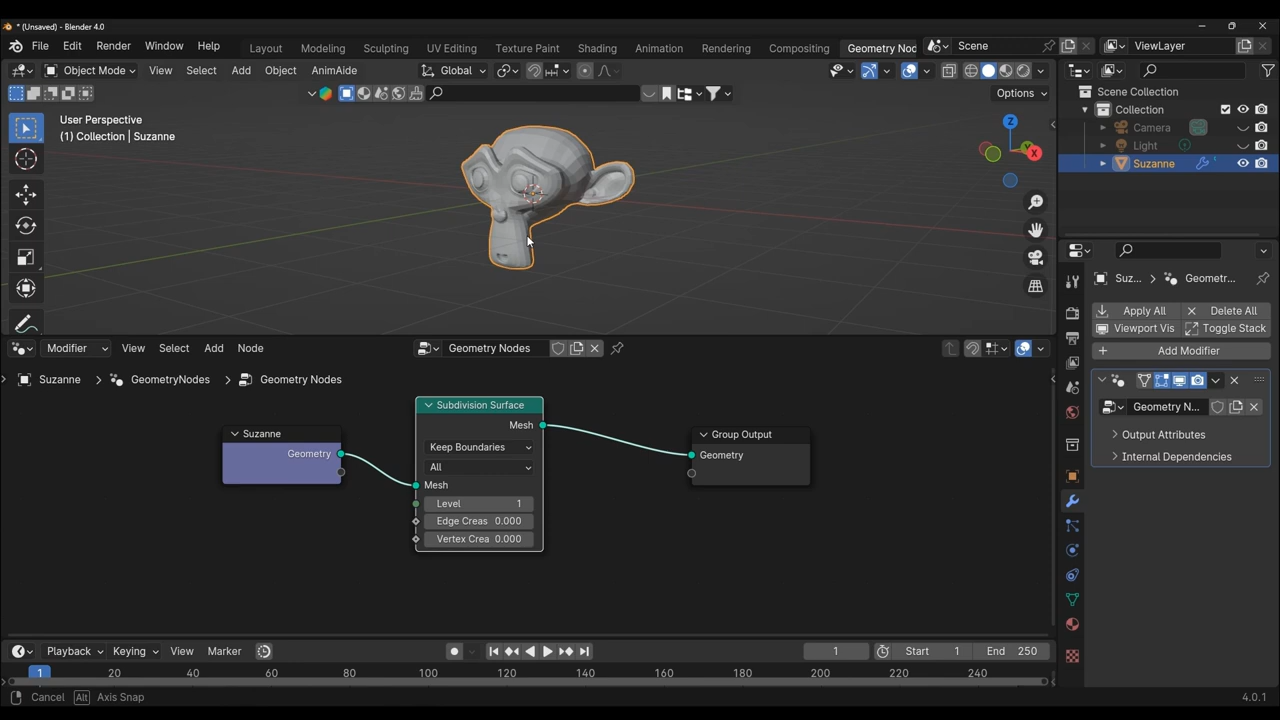 * (Unsaved) - Blender 4.0
File Edit Render Window Help Layout Modeling Sculpting UV Editing Texture Paint Shading Animation Rendering Compositing Geometry Nod Scene ViewLayer
Object Mode View Select Add Object AnimAide Global
Options
User Perspective
(1) Collection | Suzanne
Z
X
Scene Collection
Collection
Camera
Light
Suzanne
Suz... > Geometr...
Apply All Delete All
Viewport Vis Toggle Stack
Add Modifier
Geometry N...
Output Attributes
Internal Dependencies
Modifier View Select Add Node Geometry Nodes
Suzanne > GeometryNodes > Geometry Nodes
Suzanne
Geometry
Subdivision Surface
Mesh
Keep Boundaries
All
Mesh
Level 1
Edge Creas 0.000
Vertex Crea 0.000
Group Output
Geometry
Playback Keying View Marker 1 Start 1 End 250
1 20 40 60 80 100 120 140 160 180 200 220 240
Cancel Alt Axis Snap 4.0.1